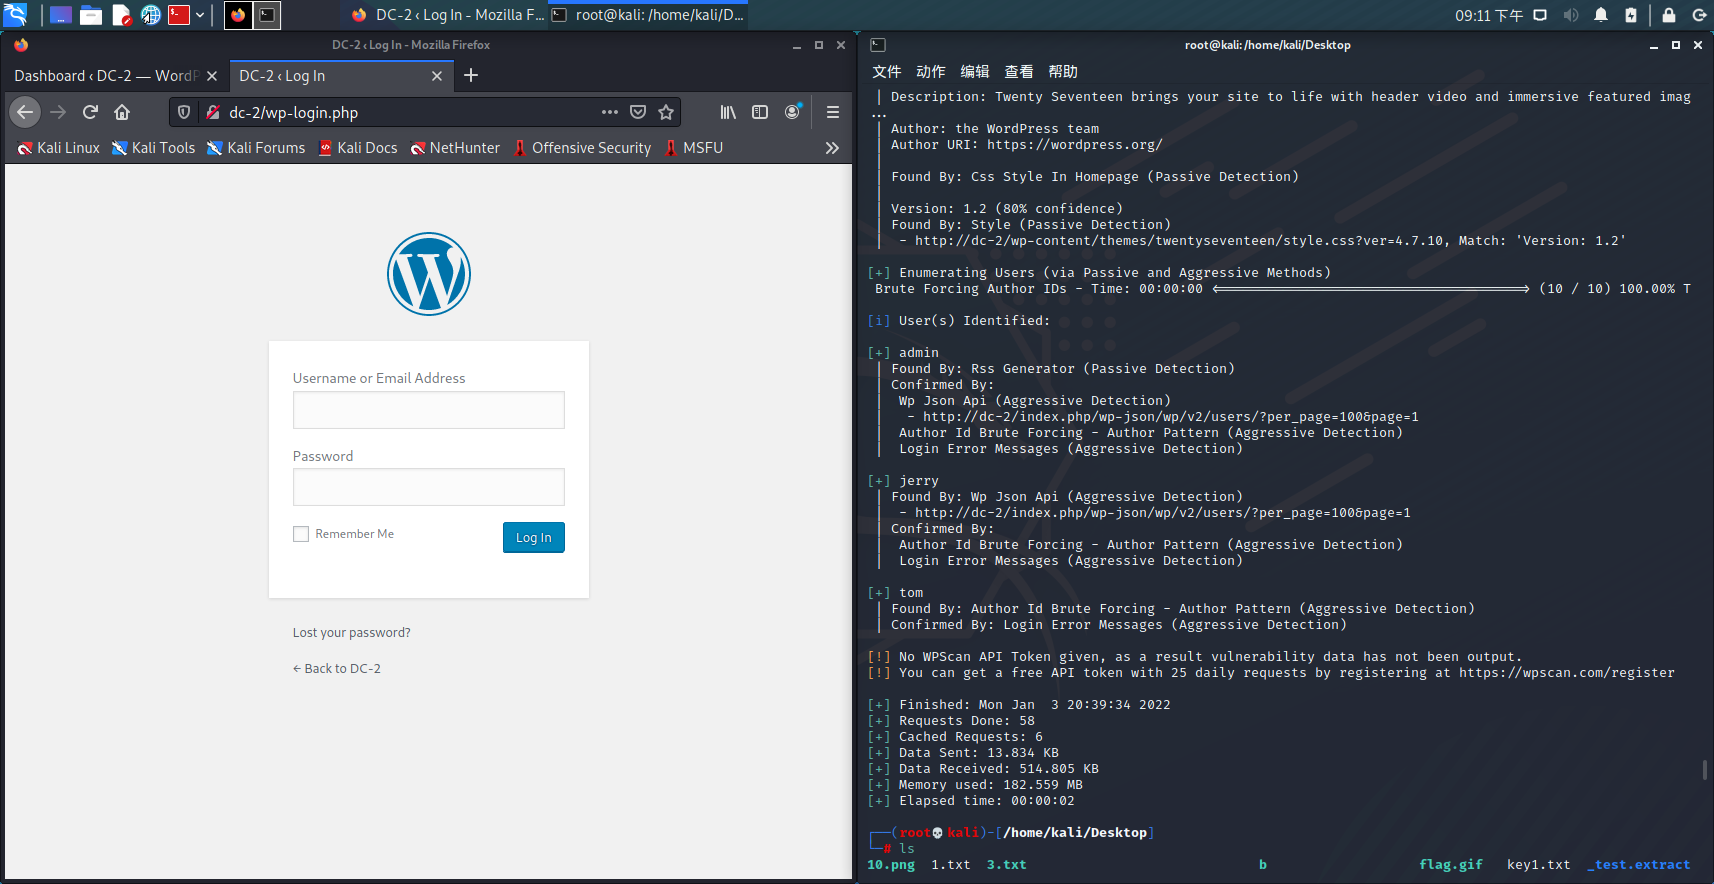 DC-2 ‹ Log In - Mozilla F...
root@kali: /home/kali/D...
09:11 下午
DC-2 ‹ Log In - Mozilla Firefox
Dashboard ‹ DC-2 — WordP
DC-2 ‹ Log In
dc-2/wp-login.php
Kali Linux
Kali Tools
Kali Forums
Kali Docs
NetHunter
Offensive Security
MSFU
Username or Email Address
Password
Remember Me
Log In
Lost your password?
← Back to DC-2
root@kali: /home/kali/Desktop
文件 动作 编辑 查看 帮助
| Description: Twenty Seventeen brings your site to life with header video and immersive featured imag
...
| Author: the WordPress team
| Author URI: https://wordpress.org/
|
| Found By: Css Style In Homepage (Passive Detection)
|
| Version: 1.2 (80% confidence)
| Found By: Style (Passive Detection)
|  - http://dc-2/wp-content/themes/twentyseventeen/style.css?ver=4.7.10, Match: 'Version: 1.2'
[+] Enumerating Users (via Passive and Aggressive Methods)
Brute Forcing Author IDs - Time: 00:00:00 <=======================================> (10 / 10) 100.00% T
[i] User(s) Identified:
[+] admin
| Found By: Rss Generator (Passive Detection)
| Confirmed By:
|  Wp Json Api (Aggressive Detection)
|   - http://dc-2/index.php/wp-json/wp/v2/users/?per_page=100&page=1
|  Author Id Brute Forcing - Author Pattern (Aggressive Detection)
|  Login Error Messages (Aggressive Detection)
[+] jerry
| Found By: Wp Json Api (Aggressive Detection)
|  - http://dc-2/index.php/wp-json/wp/v2/users/?per_page=100&page=1
| Confirmed By:
|  Author Id Brute Forcing - Author Pattern (Aggressive Detection)
|  Login Error Messages (Aggressive Detection)
[+] tom
| Found By: Author Id Brute Forcing - Author Pattern (Aggressive Detection)
| Confirmed By: Login Error Messages (Aggressive Detection)
[!] No WPScan API Token given, as a result vulnerability data has not been output.
[!] You can get a free API token with 25 daily requests by registering at https://wpscan.com/register
[+] Finished: Mon Jan  3 20:39:34 2022
[+] Requests Done: 58
[+] Cached Requests: 6
[+] Data Sent: 13.834 KB
[+] Data Received: 514.805 KB
[+] Memory used: 182.559 MB
[+] Elapsed time: 00:00:02
┌──(root💀kali)-[/home/kali/Desktop]
└─# ls
10.png  1.txt  3.txt  b  flag.gif  key1.txt  _test.extract